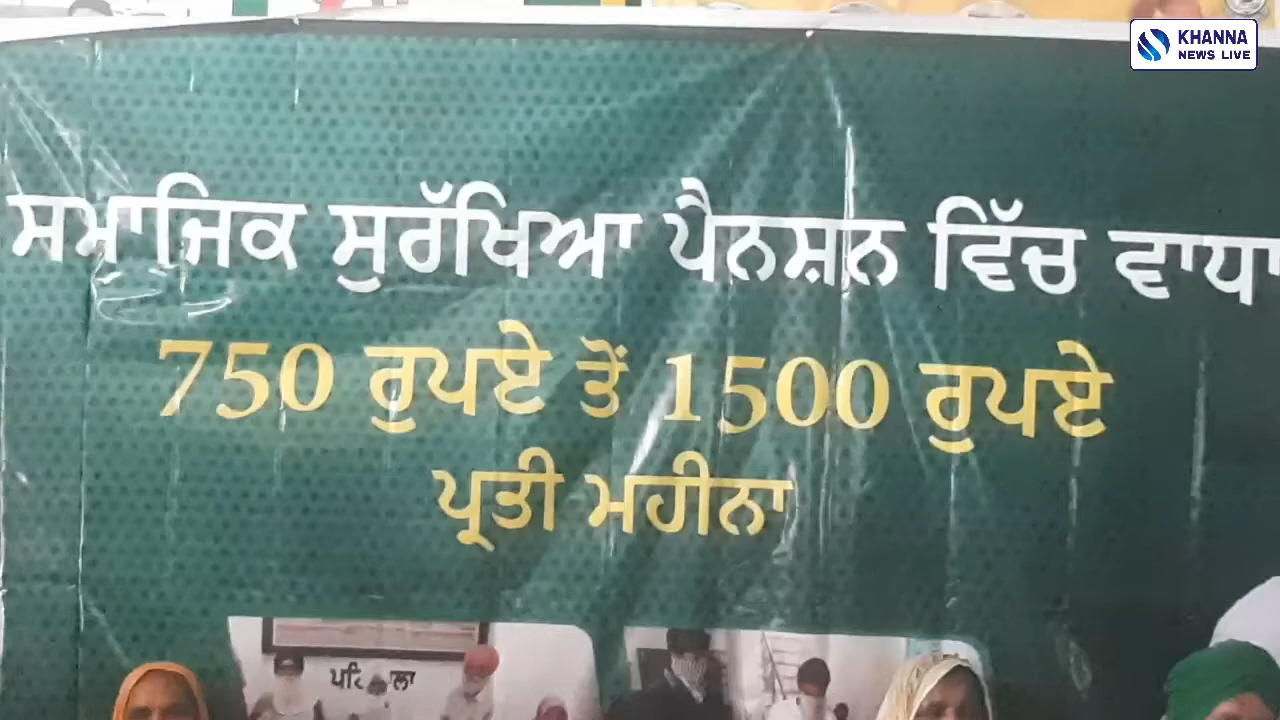 KHANNA
NEWS LIVE
ਸਮਾਜਿਕ ਸੁਰੱਖਿਆ ਪੈਨਸ਼ਨ ਵਿੱਚ ਵਾਧਾ
750 ਰੁਪਏ ਤੋਂ 1500 ਰੁਪਏ
ਪ੍ਰਤੀ ਮਹੀਨਾ